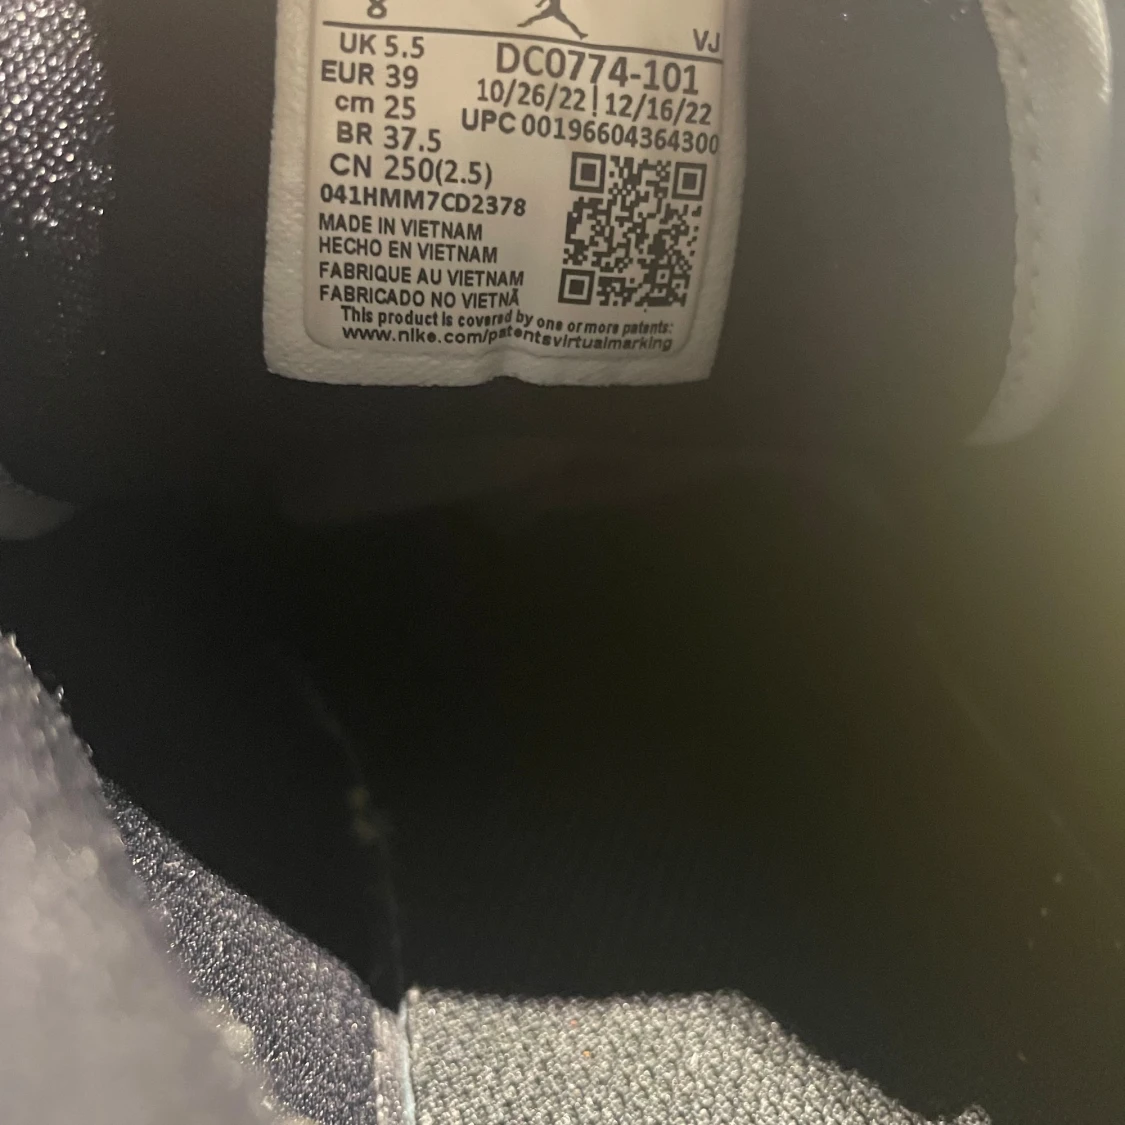 8
VJ
UK 5.5
EUR 39
cm 25
BR 37.5
CN 250(2.5)
DC0774-101
10/26/22 | 12/16/22
UPC 00196604364300
041HMM7CD2378
MADE IN VIETNAM
HECHO EN VIETNAM
FABRIQUE AU VIETNAM
FABRICADO NO VIETNÃ
This product is covered by one or more patents:
www.nike.com/patentsvirtualmarking